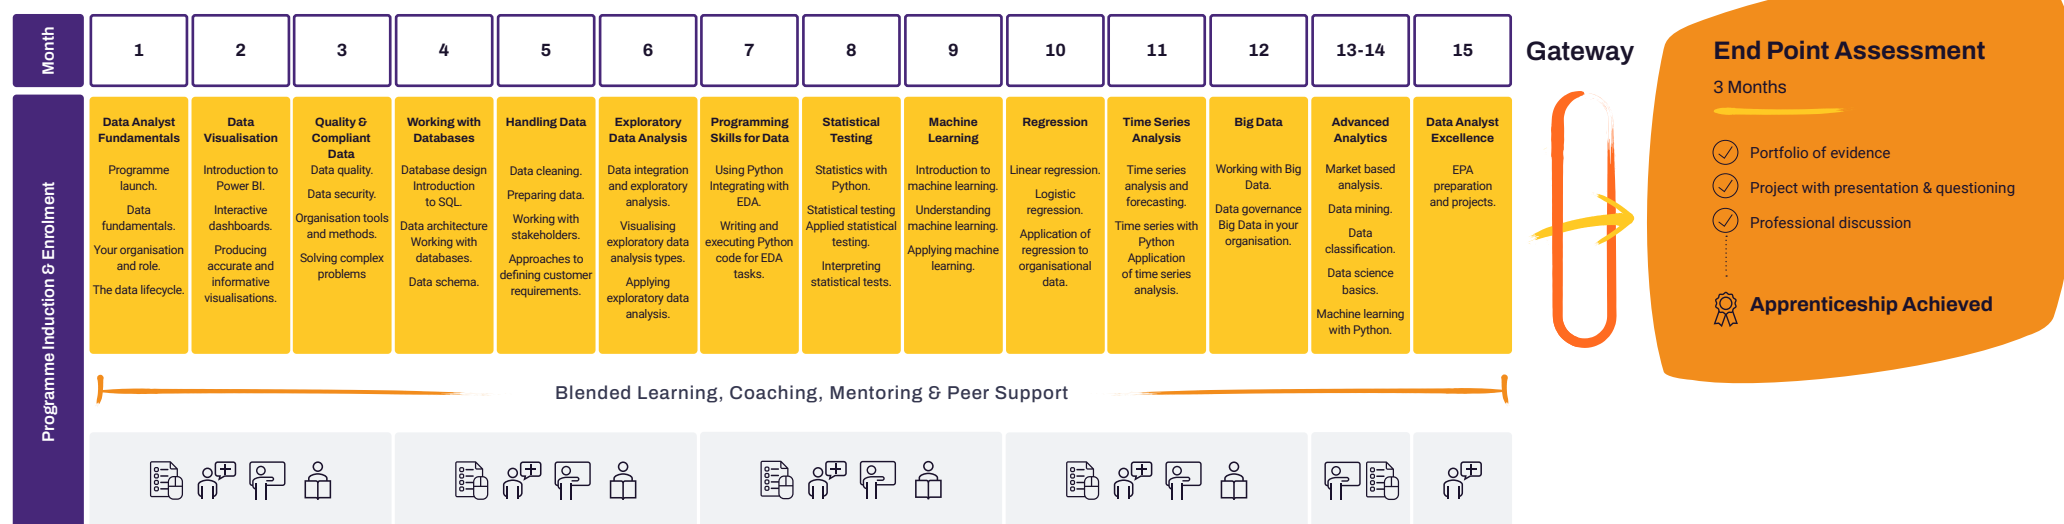 Month
1
2
3
4
5
6
7
8
9
10
11
12
13-14
15
Gateway
Programme Induction & Enrolment
Data Analyst
Fundamentals
Programme
launch.
Data
fundamentals.
Your organisation
and role.
The data lifecycle.
Data
Visualisation
Introduction to
Power BI.
Interactive
dashboards.
Producing
accurate and
informative
visualisations.
Quality &
Compliant
Data
Data quality.
Data security.
Organisation tools
and methods.
Solving complex
problems
Working with
Databases
Database design
Introduction
to SQL.
Data architecture
Working with
databases.
Data schema.
Handling Data
Data cleaning.
Preparing data.
Working with
stakeholders.
Approaches to
defining customer
requirements.
Exploratory
Data Analysis
Data integration
and exploratory
analysis.
Visualising
exploratory data
analysis types.
Applying
exploratory data
analysis.
Programming
Skills for Data
Using Python
Integrating with
EDA.
Writing and
executing Python
code for EDA
tasks.
Statistical
Testing
Statistics with
Python.
Statistical testing
Applied statistical
testing.
Interpreting
statistical tests.
Machine
Learning
Introduction to
machine learning.
Understanding
machine learning.
Applying machine
learning.
Regression
Linear regression.
Logistic
regression.
Application of
regression to
organisational
data.
Time Series
Analysis
Time series
analysis and
forecasting.
Time series with
Python
Application
of time series
analysis.
Big Data
Working with Big
Data.
Data governance
Big Data in your
organisation.
Advanced
Analytics
Market based
analysis.
Data mining.
Data
classification.
Data science
basics.
Machine learning
with Python.
Data Analyst
Excellence
EPA
preparation
and projects.
Blended Learning, Coaching, Mentoring & Peer Support
End Point Assessment
3 Months
Portfolio of evidence
Project with presentation & questioning
Professional discussion
Apprenticeship Achieved